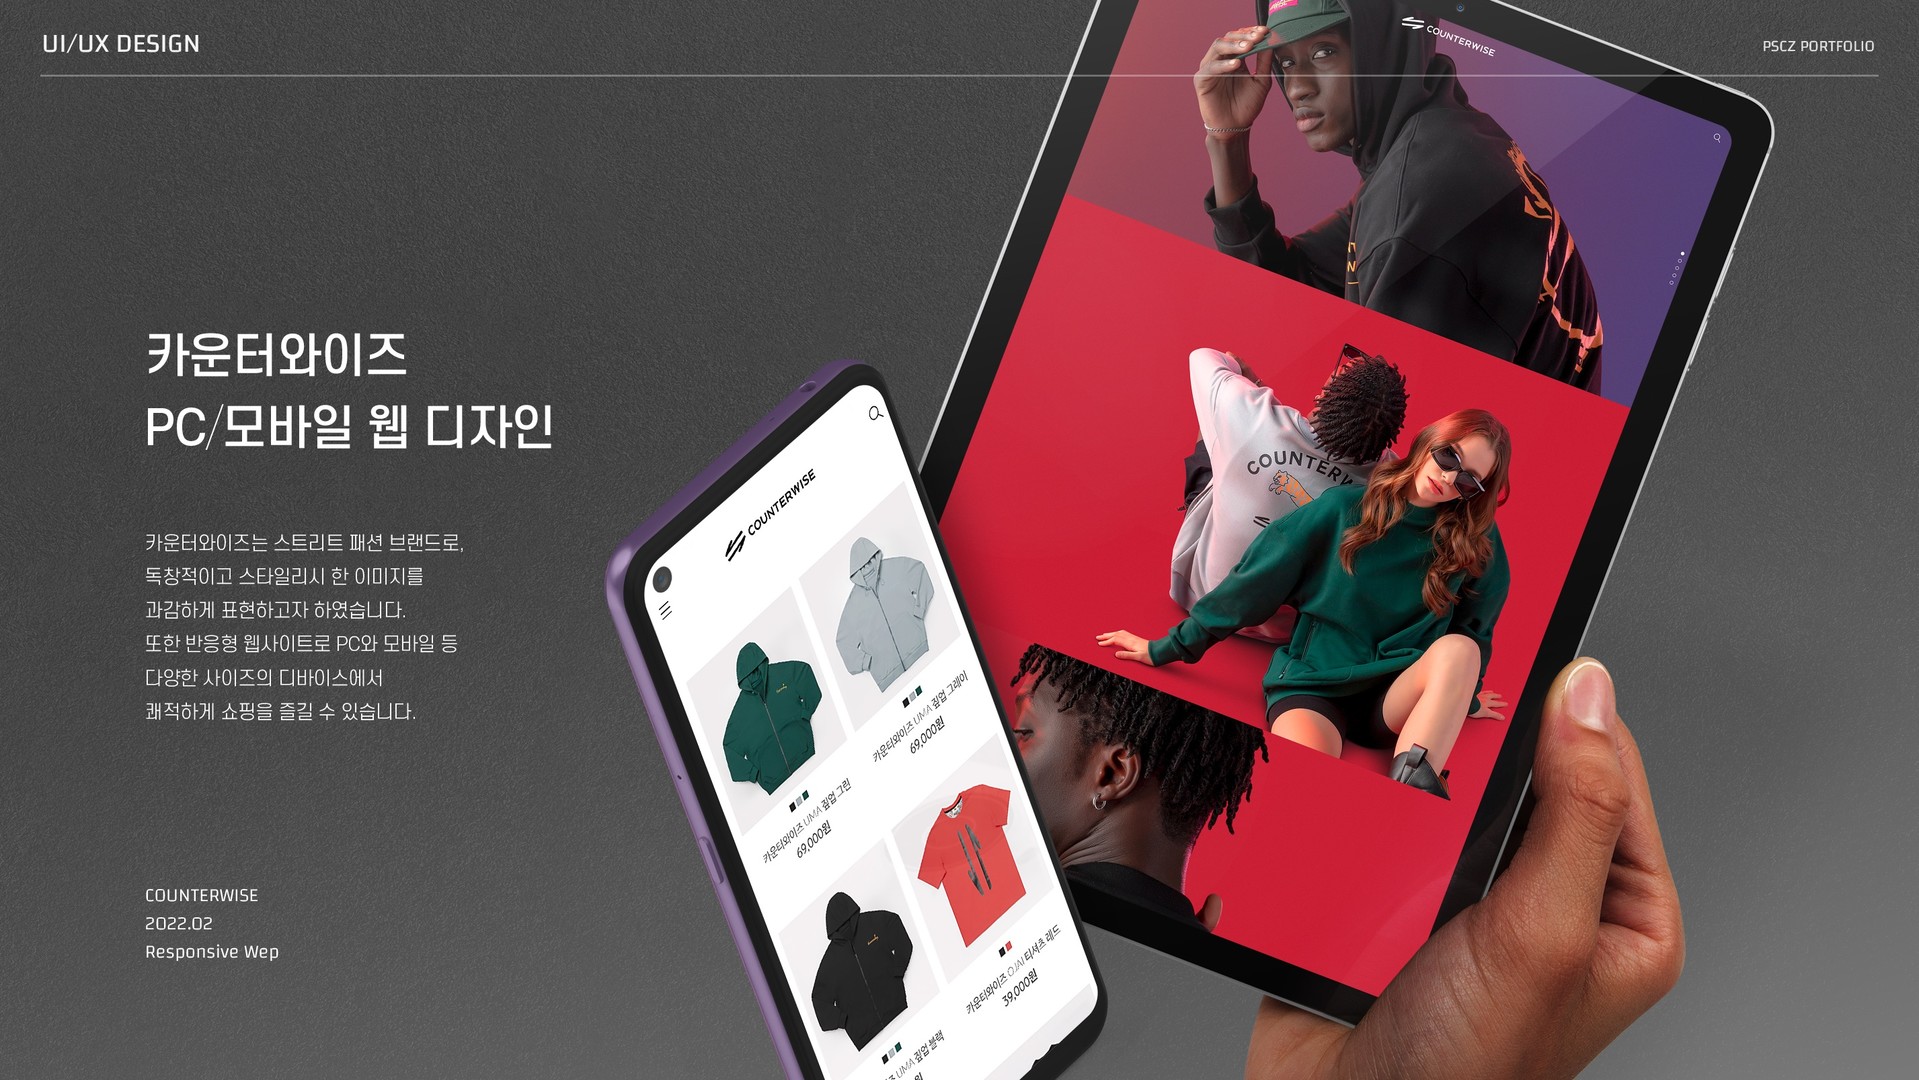 UI/UX DESIGN
PSCZ PORTFOLIO
COUNTERWISE
카운터와이즈
PC/모바일 웹 디자인
카운터와이즈는 스트리트 패션 브랜드로,
독창적이고 스타일리시 한 이미지를
과감하게 표현하고자 하였습니다.
또한 반응형 웹사이트로 PC와 모바일 등
다양한 사이즈의 디바이스에서
쾌적하게 쇼핑을 즐길 수 있습니다.
COUNTERWISE
2022.02
Responsive Wep
COUNTERWISE
카운터와이즈 UMA 짚업 그린
69,000원
카운터와이즈 UMA 짚업 그레이
69,000원
UMA 짚업 블랙
원
카운터와이즈 OJAI 티셔츠 레드
39,000원
COUNTERW